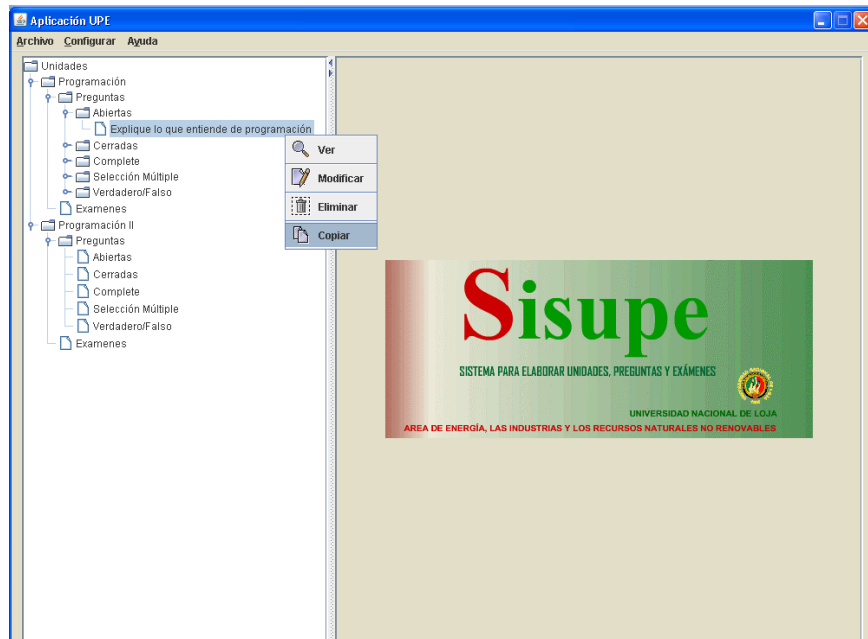 Aplicación UPE
Archivo Configurar Ayuda
Unidades
Programación
Preguntas
Abiertas
Explique lo que entiende de programación
Cerradas
Complete
Selección Múltiple
Verdadero/Falso
Examenes
Programación II
Preguntas
Abiertas
Cerradas
Complete
Selección Múltiple
Verdadero/Falso
Examenes
Ver
Modificar
Eliminar
Copiar
Sisupe
SISTEMA PARA ELABORAR UNIDADES, PREGUNTAS Y EXÁMENES
UNIVERSIDAD NACIONAL DE LOJA
AREA DE ENERGÍA, LAS INDUSTRIAS Y LOS RECURSOS NATURALES NO RENOVABLES